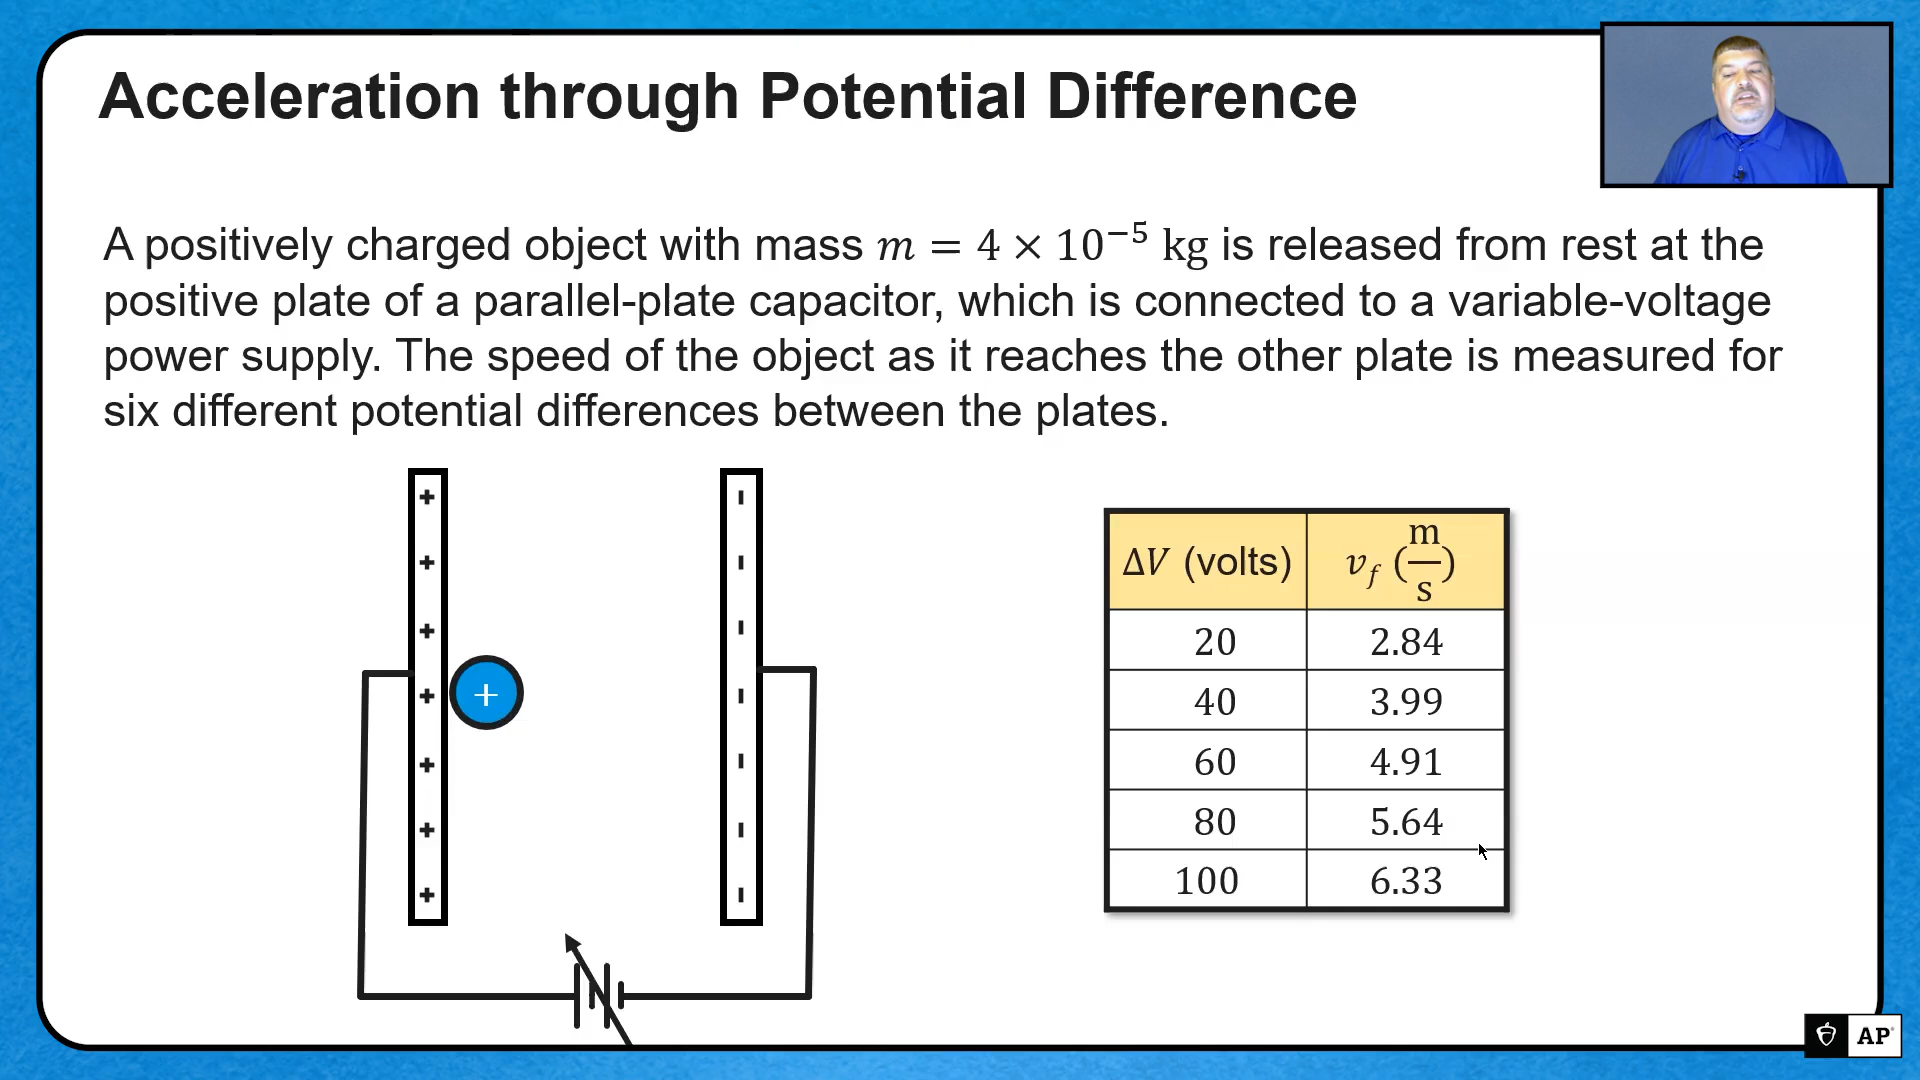 Acceleration through Potential Difference
A positively charged object with mass m = 4 × 10⁻⁵ kg is released from rest at the
positive plate of a parallel-plate capacitor, which is connected to a variable-voltage
power supply. The speed of the object as it reaches the other plate is measured for
six different potential differences between the plates.
+ + + + + + +
+
- - - - - - -
ΔV (volts) v_f (m/s)
20 2.84
40 3.99
60 4.91
80 5.64
100 6.33
AP